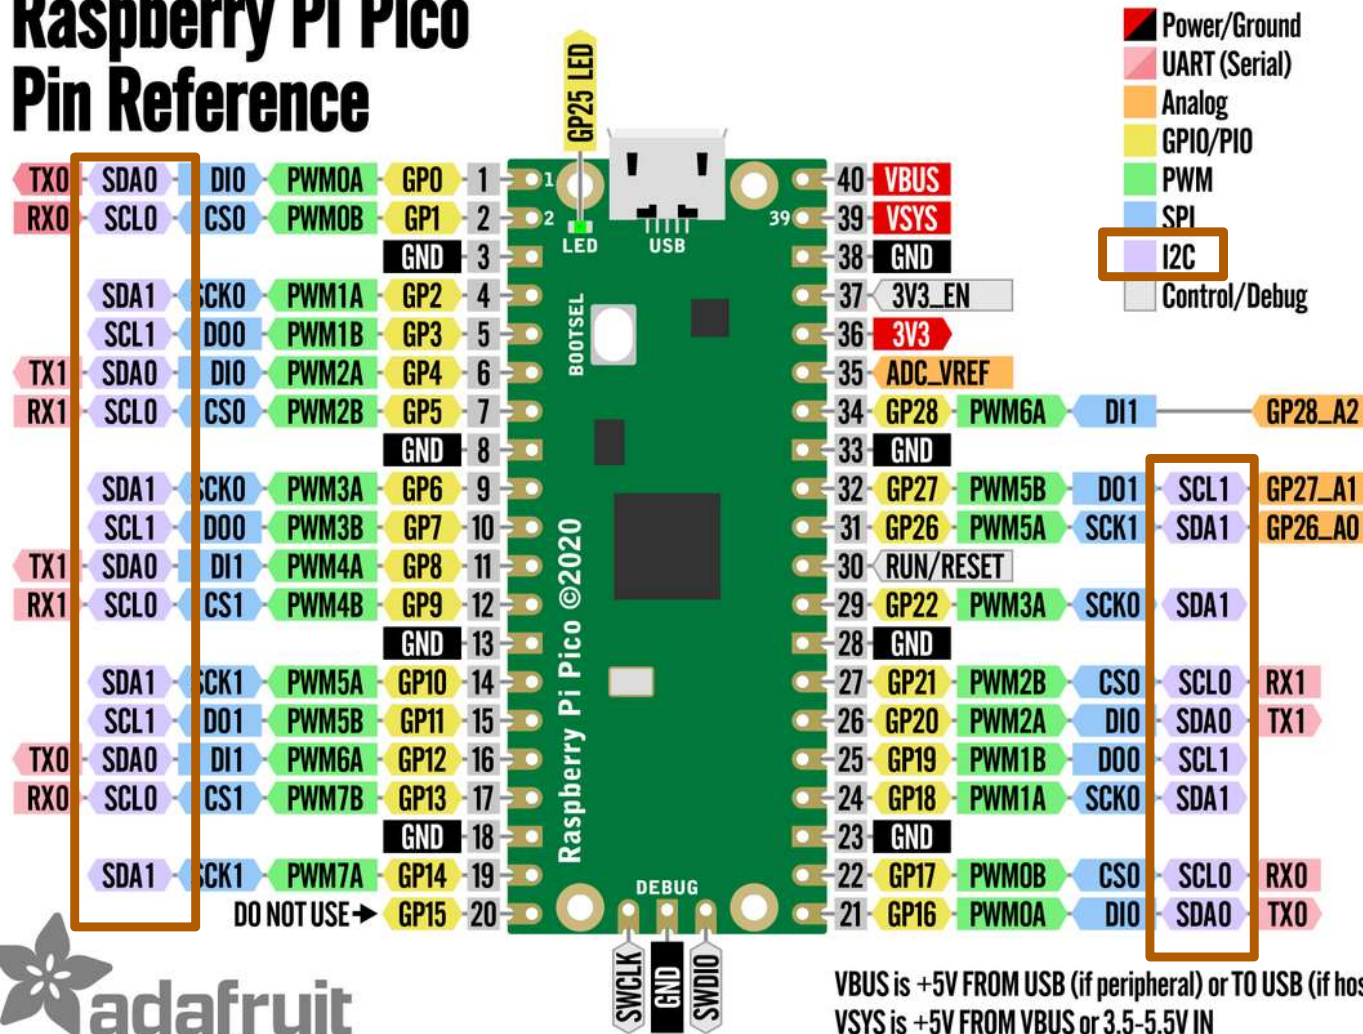 Raspberry Pi Pico
Pin Reference
GP25 LED
Power/Ground
UART (Serial)
Analog
GPIO/PIO
PWM
SPI
I2C
Control/Debug
TX0 SDA0 DI0 PWM0A GP0 1
RX0 SCL0 CS0 PWM0B GP1 2
GND 3
SDA1 SCK0 PWM1A GP2 4
SCL1 DO0 PWM1B GP3 5
TX1 SDA0 DI0 PWM2A GP4 6
RX1 SCL0 CS0 PWM2B GP5 7
GND 8
SDA1 SCK0 PWM3A GP6 9
SCL1 DO0 PWM3B GP7 10
TX1 SDA0 DI1 PWM4A GP8 11
RX1 SCL0 CS1 PWM4B GP9 12
GND 13
SDA1 SCK1 PWM5A GP10 14
SCL1 DO1 PWM5B GP11 15
TX0 SDA0 DI1 PWM6A GP12 16
RX0 SCL0 CS1 PWM7B GP13 17
GND 18
SDA1 SCK1 PWM7A GP14 19
DO NOT USE GP15 20
1
2
39
LED
USB
BOOTSEL
Raspberry Pi Pico ©2020
DEBUG
SWCLK
GND
SWDIO
40 VBUS
39 VSYS
38 GND
37 3V3_EN
36 3V3
35 ADC_VREF
34 GP28 PWM6A DI1 GP28_A2
33 GND
32 GP27 PWM5B DO1 SCL1 GP27_A1
31 GP26 PWM5A SCK1 SDA1 GP26_A0
30 RUN/RESET
29 GP22 PWM3A SCK0 SDA1
28 GND
27 GP21 PWM2B CS0 SCL0 RX1
26 GP20 PWM2A DI0 SDA0 TX1
25 GP19 PWM1B DO0 SCL1
24 GP18 PWM1A SCK0 SDA1
23 GND
22 GP17 PWM0B CS0 SCL0 RX0
21 GP16 PWM0A DI0 SDA0 TX0
adafruit
VBUS is +5V FROM USB (if peripheral) or TO USB (if hos
VSYS is +5V FROM VBUS or 3.5-5.5V IN